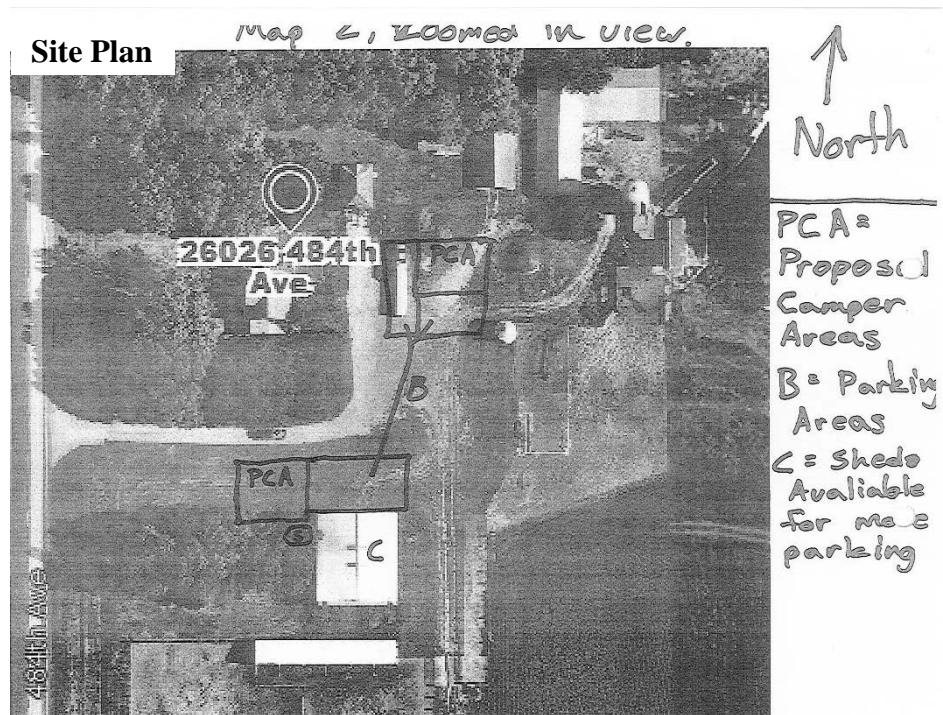 Map 2, Zoomed in view.
Site Plan
North
26026 484th
Ave
PCA
B
PCA
C
484th Ave
PCA =
Proposed
Camper
Areas
B = Parking
Areas
C = Sheds
Avaliable
for more
parking